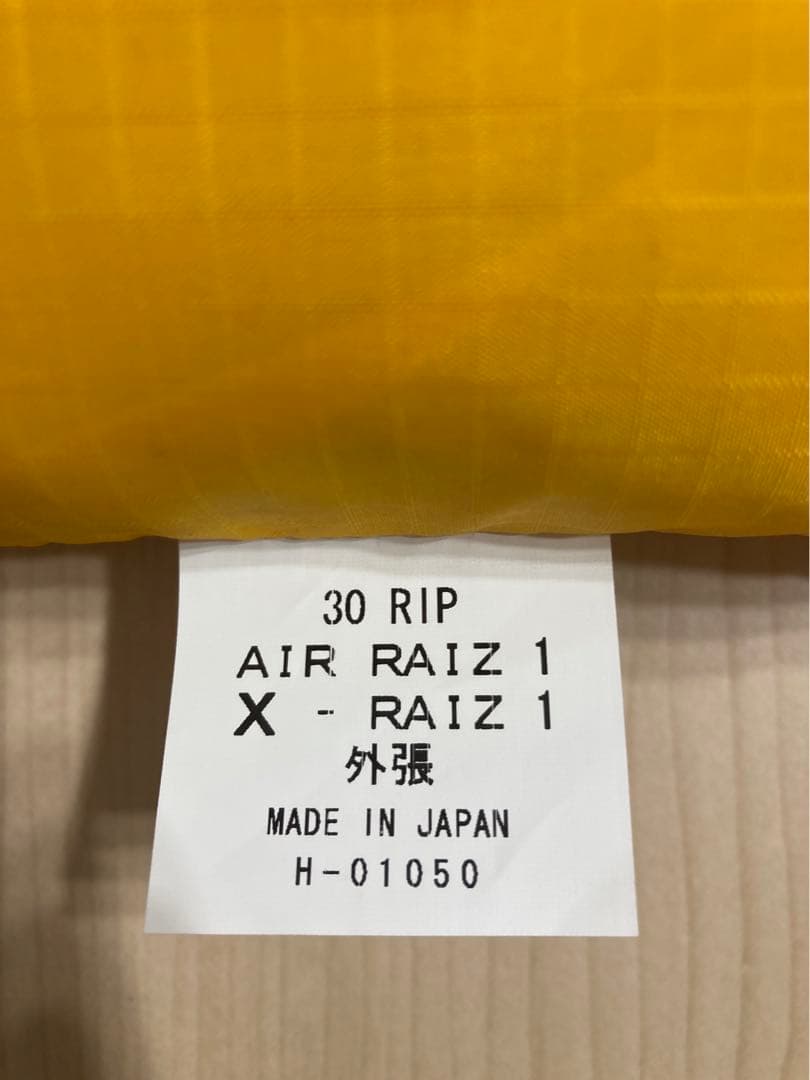 30 RIP
AIR RAIZ 1
X - RAIZ 1
外張
MADE IN JAPAN
H-01050